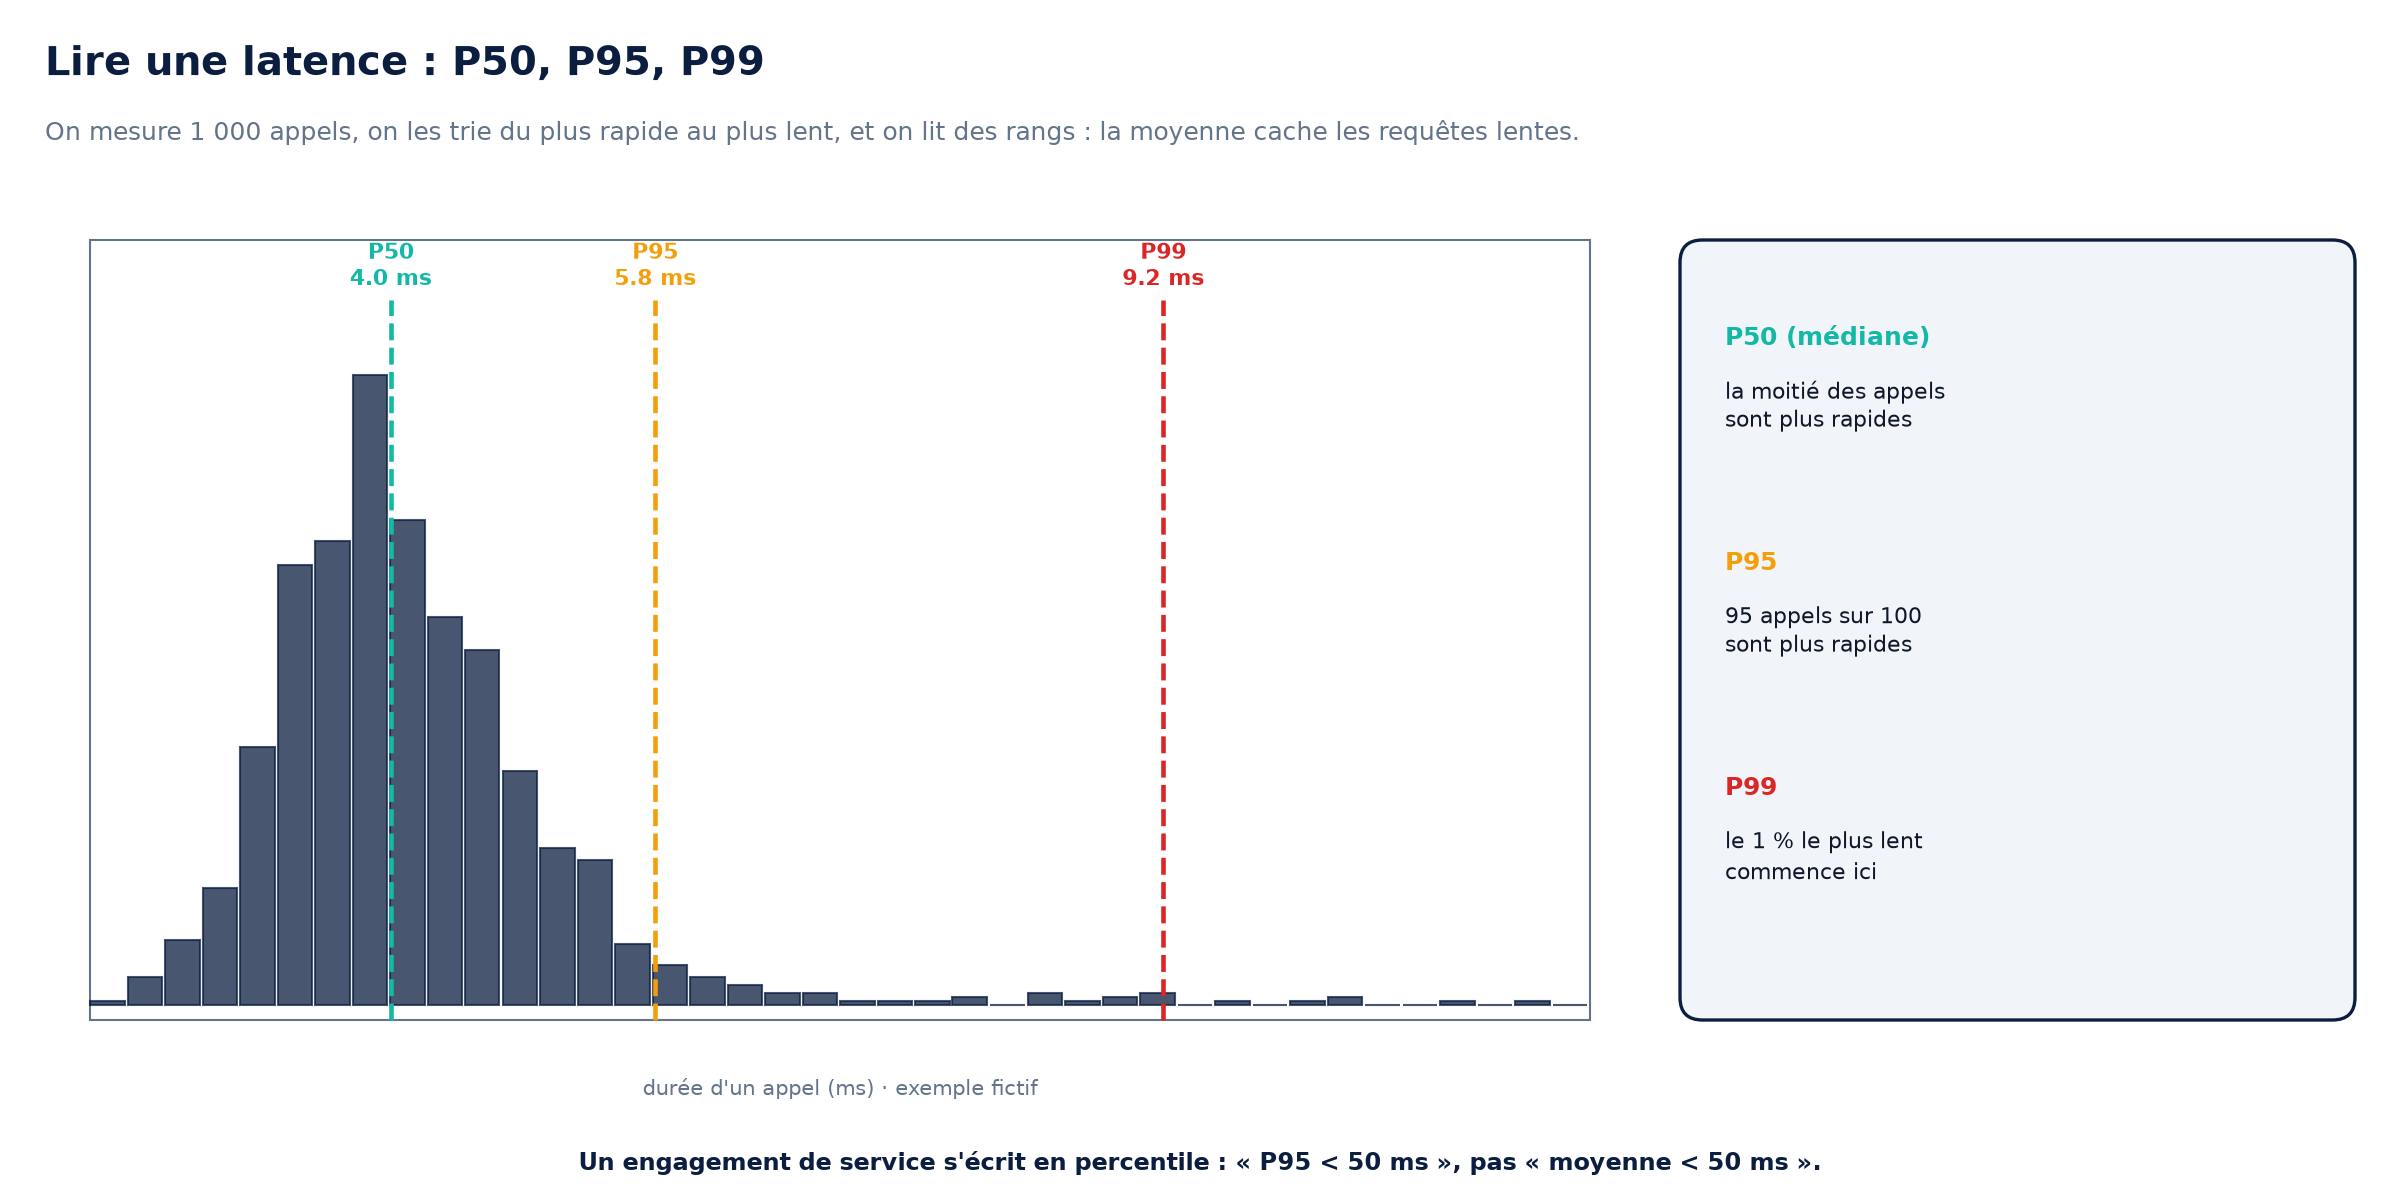 Lire une latence : P50, P95, P99
On mesure 1 000 appels, on les trie du plus rapide au plus lent, et on lit des rangs : la moyenne cache les requêtes lentes.
P50
4.0 ms
P95
5.8 ms
P99
9.2 ms
P50 (médiane)
la moitié des appels
sont plus rapides
P95
95 appels sur 100
sont plus rapides
P99
le 1 % le plus lent
commence ici
durée d'un appel (ms) · exemple fictif
Un engagement de service s'écrit en percentile : « P95 < 50 ms », pas « moyenne < 50 ms ».